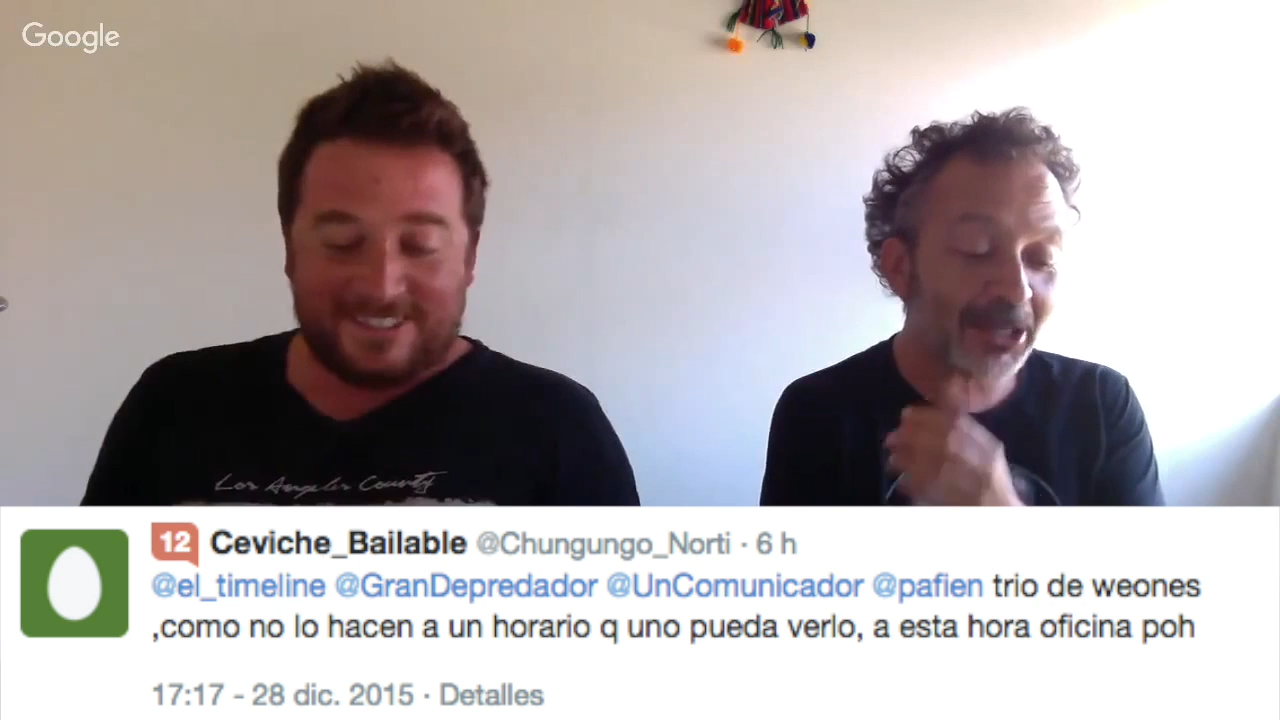 Google
Los Angeles County
12 Ceviche_Bailable @Chungungo_Norti · 6 h
@el_timeline @GranDepredador @UnComunicador @pafien trio de weones
,como no lo hacen a un horario q uno pueda verlo, a esta hora oficina poh
17:17 - 28 dic. 2015 · Detalles